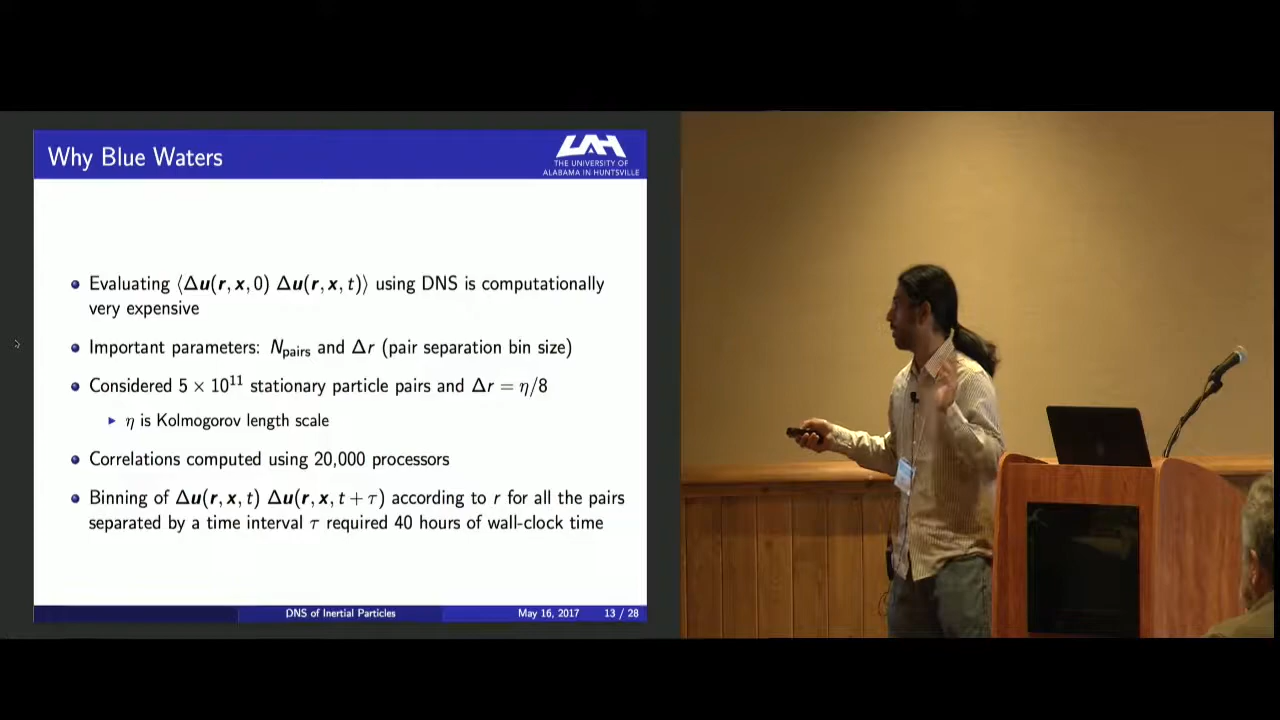 Why Blue Waters
UAH
THE UNIVERSITY OF
ALABAMA IN HUNTSVILLE
Evaluating ⟨Δu(r, x, 0) Δu(r, x, t)⟩ using DNS is computationally
very expensive
Important parameters: N_pairs and Δr (pair separation bin size)
Considered 5 × 10¹¹ stationary particle pairs and Δr = η/8
η is Kolmogorov length scale
Correlations computed using 20,000 processors
Binning of Δu(r, x, t) Δu(r, x, t + τ) according to r for all the pairs
separated by a time interval τ required 40 hours of wall-clock time
DNS of Inertial Particles May 16, 2017 13 / 28